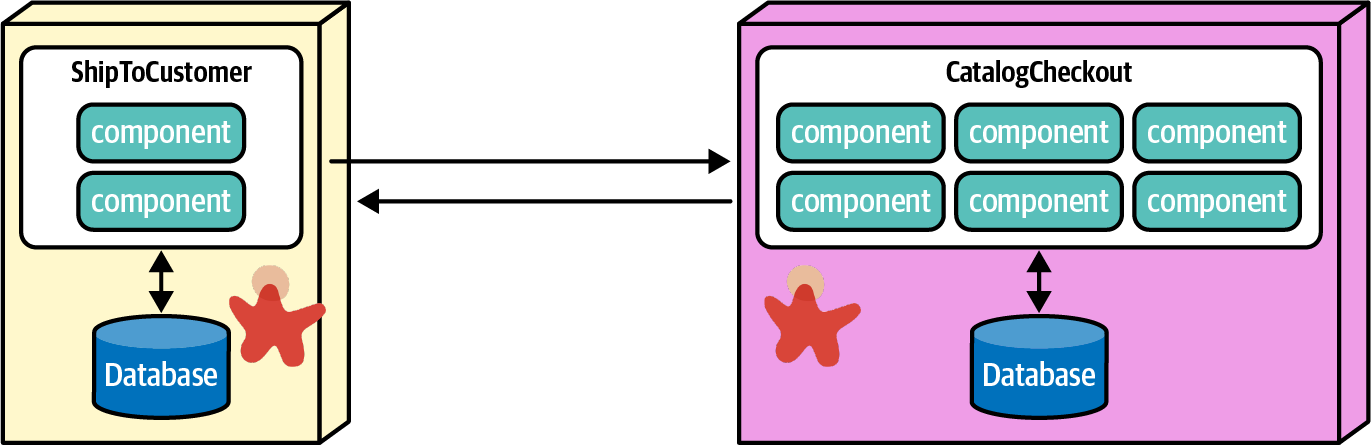 ShipToCustomer
component
component
Database
CatalogCheckout
component component component
component component component
Database